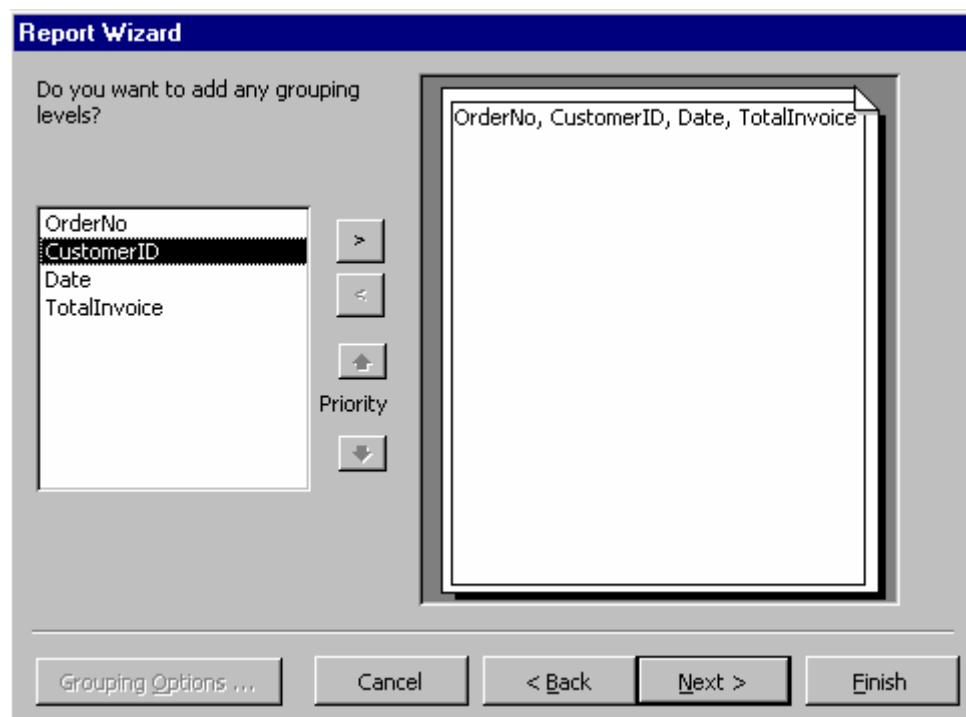 Report Wizard
Do you want to add any grouping
levels?
OrderNo, CustomerID, Date, TotalInvoice
OrderNo
CustomerID
Date
TotalInvoice
>
<
Priority
Grouping Options ...
Cancel
< Back
Next >
Finish